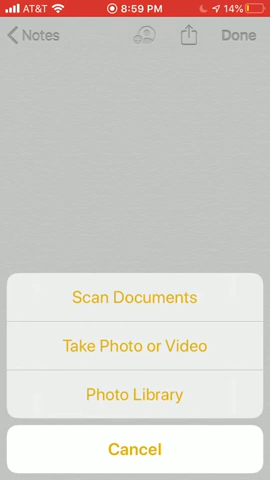 AT&T 8:59 PM 14%
Notes Done
Scan Documents
Take Photo or Video
Photo Library
Cancel